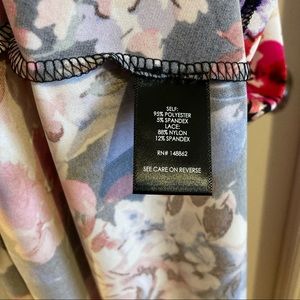 SELF:
95% POLYESTER
5% SPANDEX
LACE:
88% NYLON
12% SPANDEX
RN# 148862
SEE CARE ON REVERSE